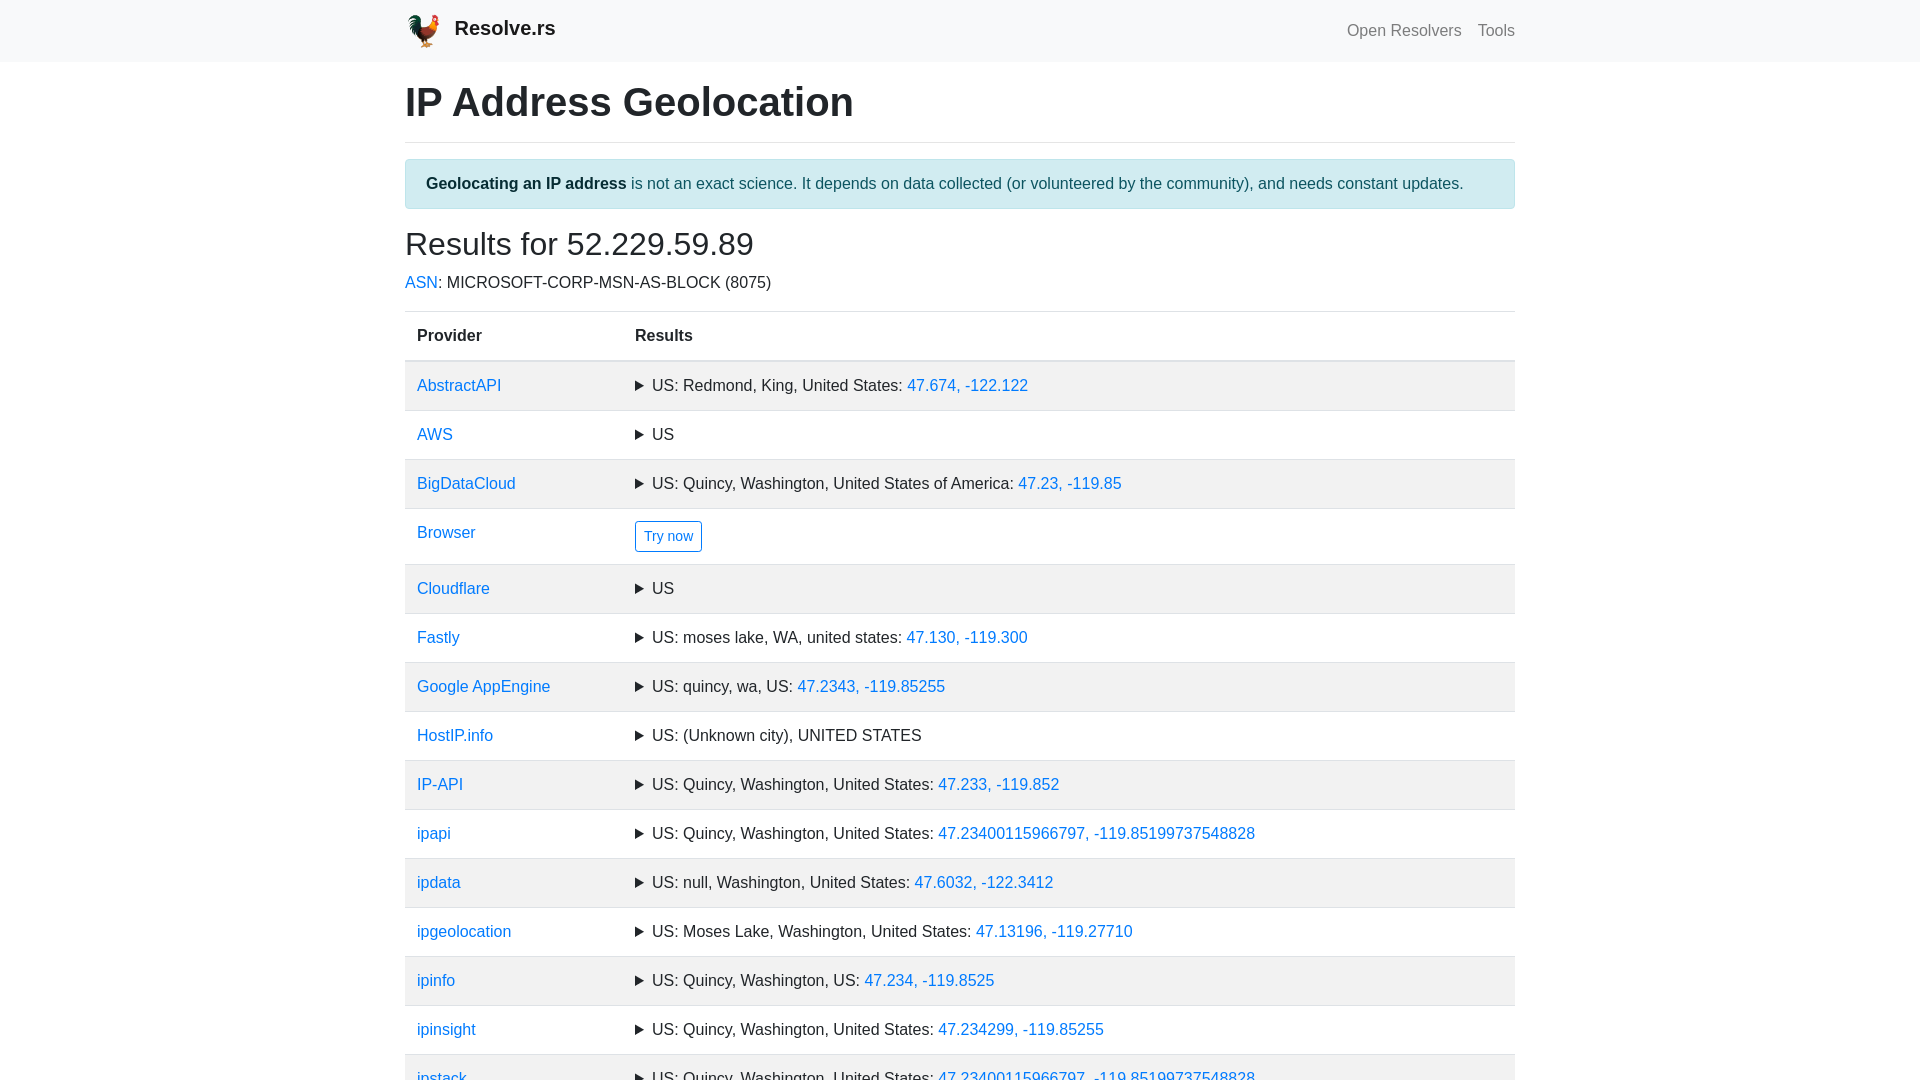 Resolve.rs
Open Resolvers Tools
IP Address Geolocation
Geolocating an IP address is not an exact science. It depends on data collected (or volunteered by the community), and needs constant updates.
Results for 52.229.59.89
ASN: MICROSOFT-CORP-MSN-AS-BLOCK (8075)
Provider Results
AbstractAPI US: Redmond, King, United States: 47.674, -122.122
AWS US
BigDataCloud US: Quincy, Washington, United States of America: 47.23, -119.85
Browser Try now
Cloudflare US
Fastly US: moses lake, WA, united states: 47.130, -119.300
Google AppEngine US: quincy, wa, US: 47.2343, -119.85255
HostIP.info US: (Unknown city), UNITED STATES
IP-API US: Quincy, Washington, United States: 47.233, -119.852
ipapi US: Quincy, Washington, United States: 47.23400115966797, -119.85199737548828
ipdata US: null, Washington, United States: 47.6032, -122.3412
ipgeolocation US: Moses Lake, Washington, United States: 47.13196, -119.27710
ipinfo US: Quincy, Washington, US: 47.234, -119.8525
ipinsight US: Quincy, Washington, United States: 47.234299, -119.85255
ipstack US: Quincy, Washington, United States: 47.23400115966797, -119.85199737548828